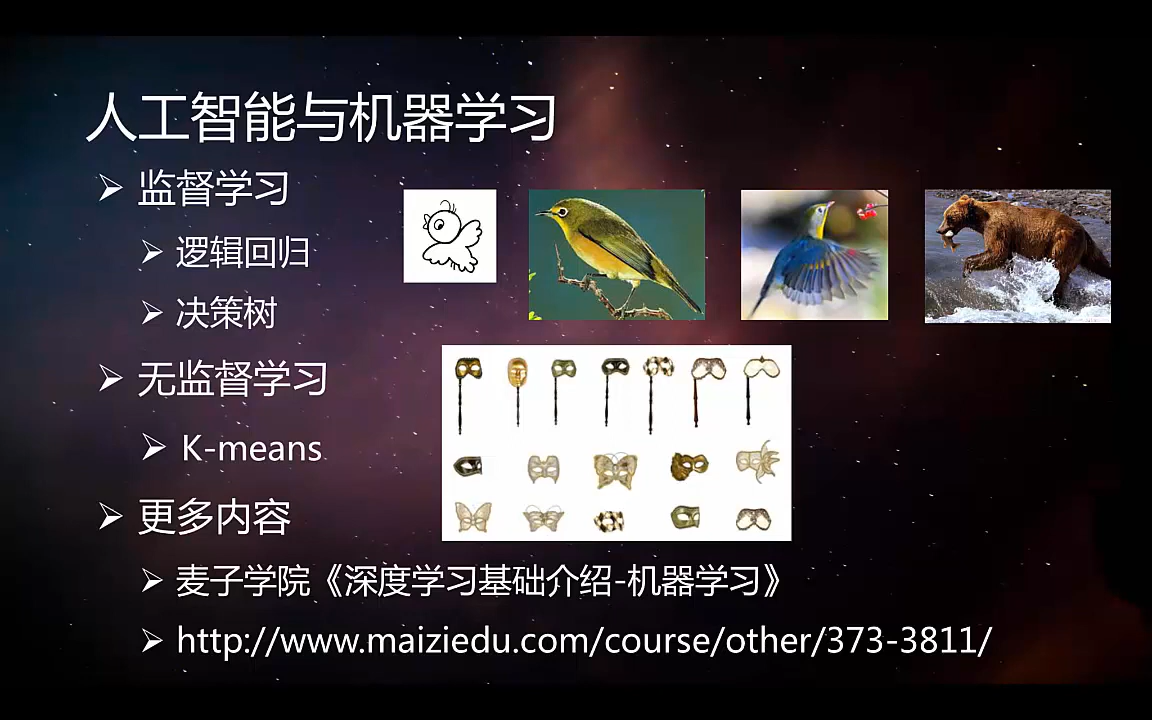 人工智能与机器学习
监督学习
逻辑回归
决策树
无监督学习
K-means
更多内容
麦子学院《深度学习基础介绍-机器学习》
http://www.maiziedu.com/course/other/373-3811/